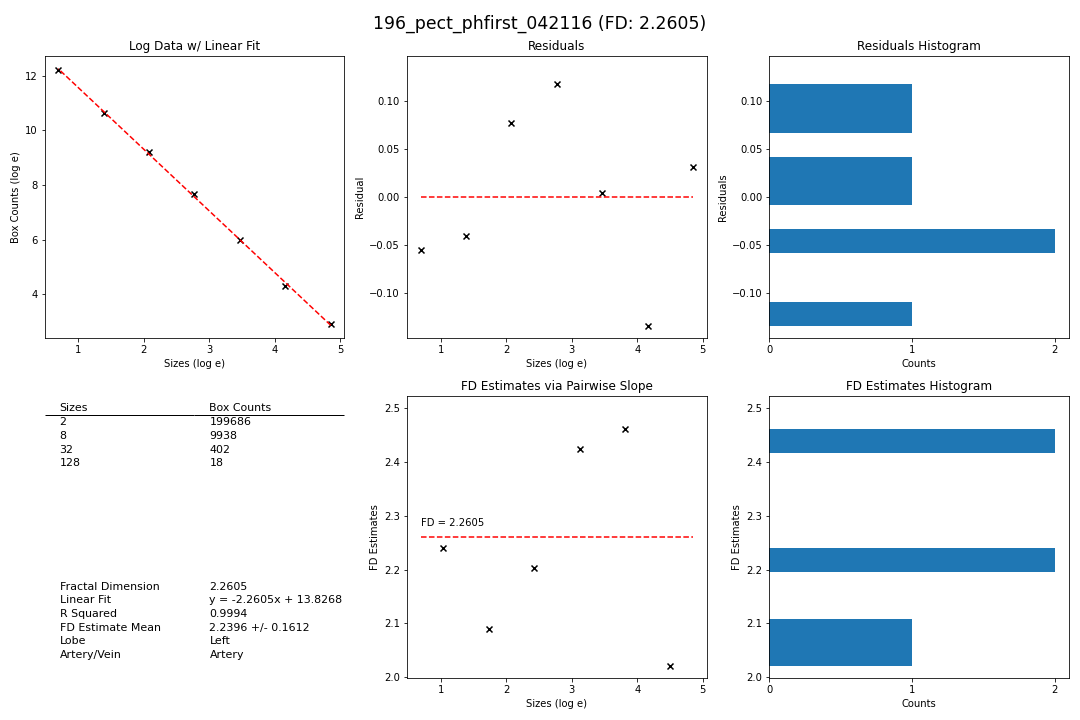 196_pect_phfirst_042116 (FD: 2.2605)
Log Data w/ Linear Fit
12
10
8
6
4
Box Counts (log e)
1 2 3 4 5
Sizes (log e)
Residuals
0.10
0.05
0.00
−0.05
−0.10
Residual
1 2 3 4 5
Sizes (log e)
Residuals Histogram
0.10
0.05
0.00
−0.05
−0.10
Residuals
0 1 2
Counts
Sizes Box Counts
2 199686
8 9938
32 402
128 18
Fractal Dimension 2.2605
Linear Fit y = -2.2605x + 13.8268
R Squared 0.9994
FD Estimate Mean 2.2396 +/- 0.1612
Lobe Left
Artery/Vein Artery
FD Estimates via Pairwise Slope
2.5
2.4
2.3
2.2
2.1
2.0
FD Estimates
FD = 2.2605
1 2 3 4 5
Sizes (log e)
FD Estimates Histogram
2.5
2.4
2.3
2.2
2.1
2.0
FD Estimates
0 1 2
Counts